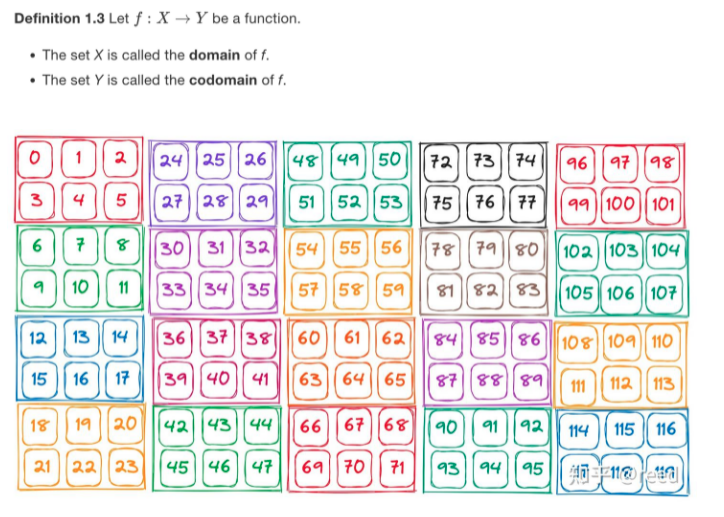 Definition 1.3 Let f : X → Y be a function.
• The set X is called the domain of f.
• The set Y is called the codomain of f.
0 1 2 24 25 26 48 49 50 72 73 74 96 97 98
3 4 5 27 28 29 51 52 53 75 76 77 99 100 101
6 7 8 30 31 32 54 55 56 78 79 80 102 103 104
9 10 11 33 34 35 57 58 59 81 82 83 105 106 107
12 13 14 36 37 38 60 61 62 84 85 86 108 109 110
15 16 17 39 40 41 63 64 65 87 88 89 111 112 113
18 19 20 42 43 44 66 67 68 90 91 92 114 115 116
21 22 23 45 46 47 69 70 71 93 94 95 117 118 119
知乎 @reed